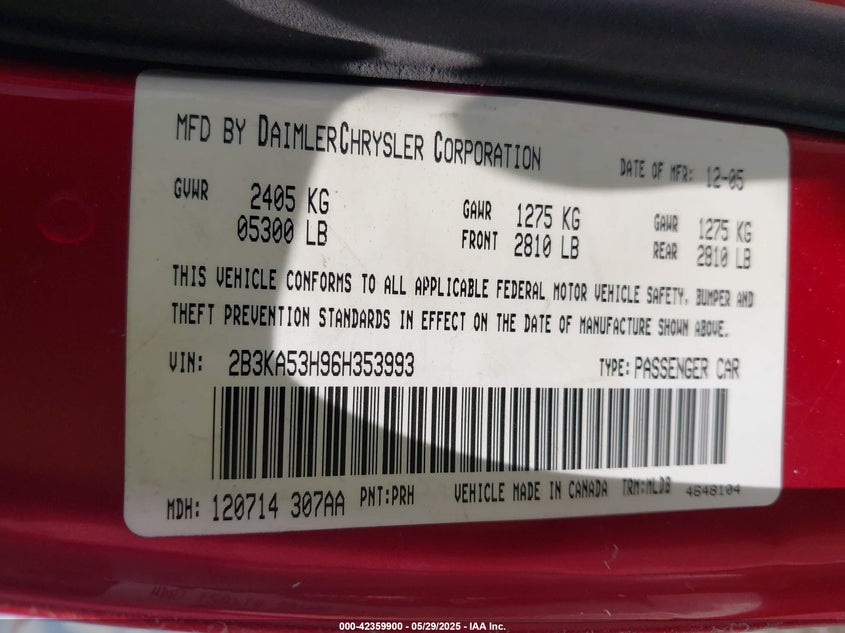 MFD BY DAIMLERCHRYSLER CORPORATION
DATE OF MFR: 12-05
GVWR 2405 KG
05300 LB
GAWR 1275 KG
FRONT 2810 LB
GAWR 1275 KG
REAR 2810 LB
THIS VEHICLE CONFORMS TO ALL APPLICABLE FEDERAL MOTOR VEHICLE SAFETY, BUMPER AND
THEFT PREVENTION STANDARDS IN EFFECT ON THE DATE OF MANUFACTURE SHOWN ABOVE.
VIN: 2B3KA53H96H353993 TYPE: PASSENGER CAR
MDH: 120714 307AA PNT:PRH VEHICLE MADE IN CANADA TRM:MLD8 4648104
000-42359900 - 05/29/2025 - IAA Inc.